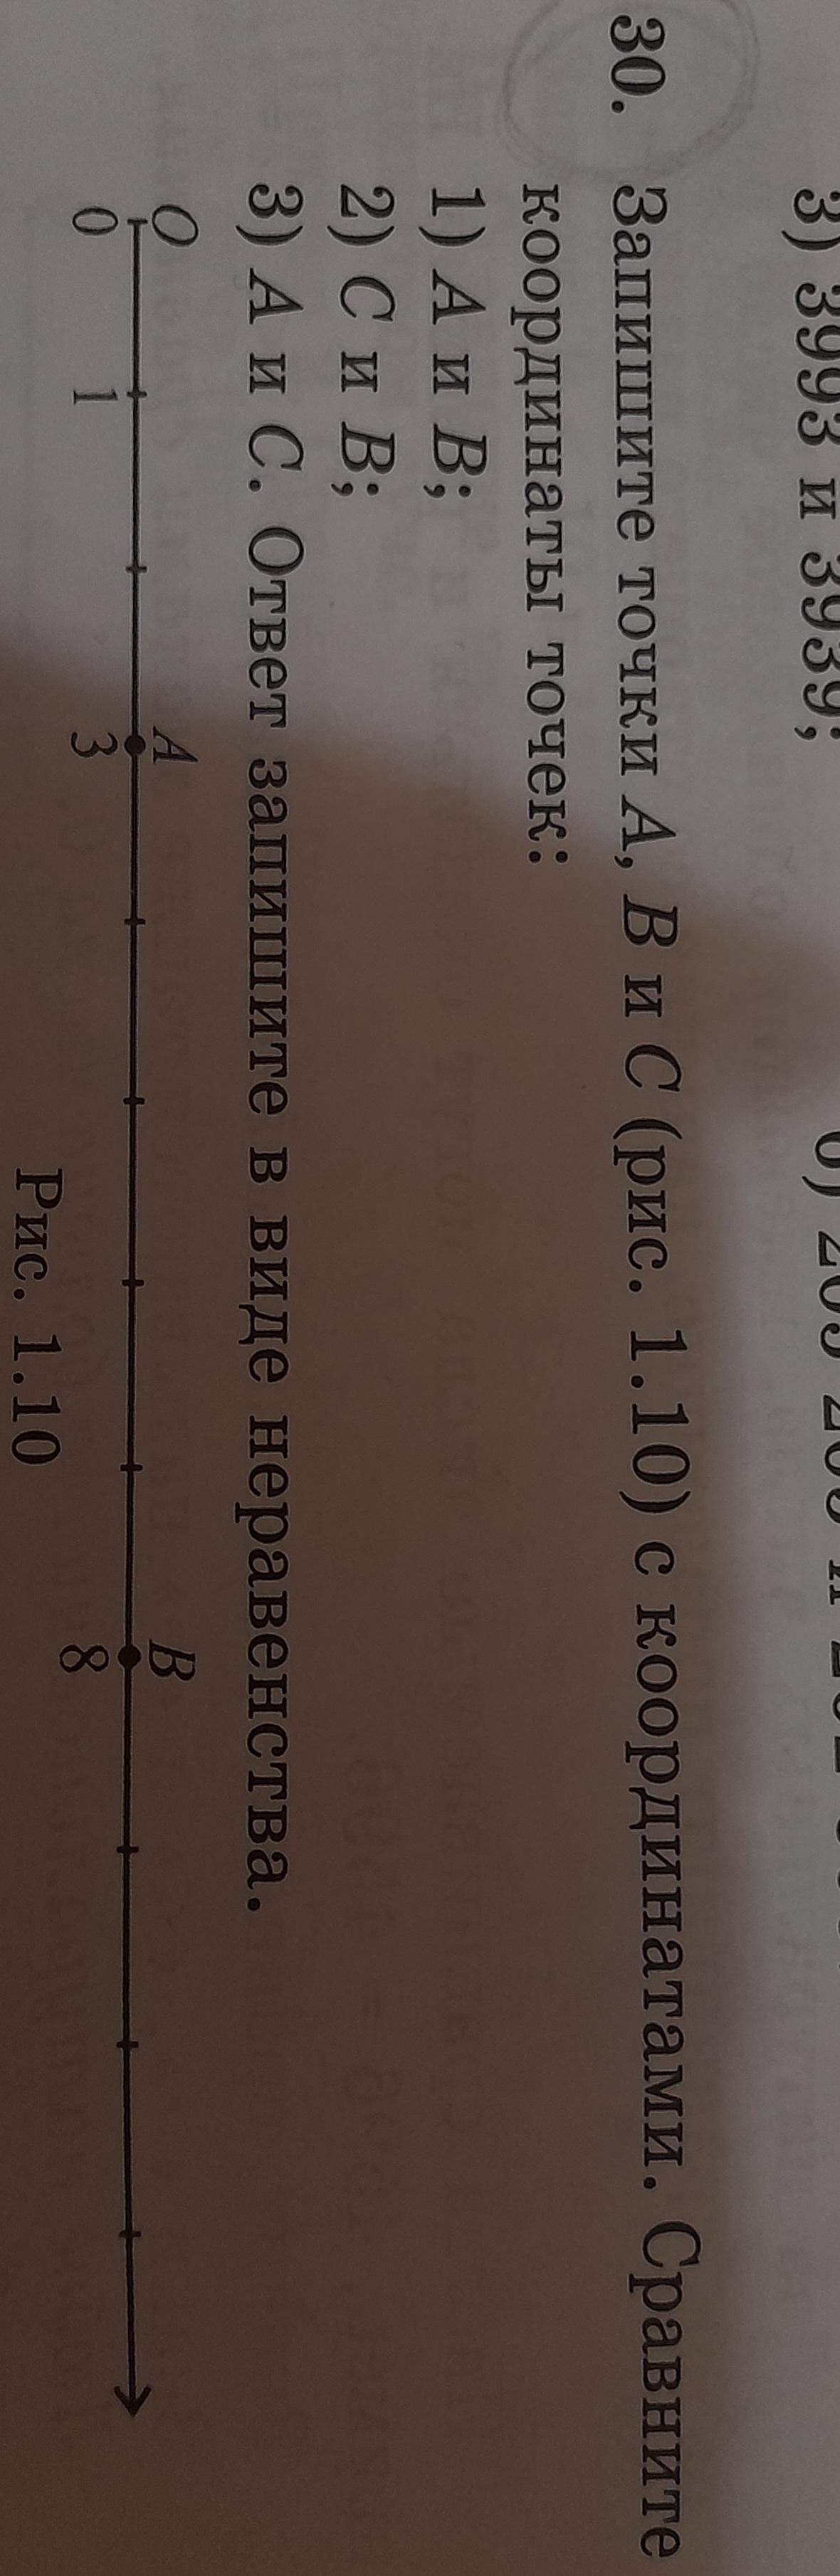 3) 3993 и 3939;
30. Запишите точки A, B и C (рис. 1.10) с координатами. Сравните
координаты точек:
1) A и B;
2) C и B;
3) A и C. Ответ запишите в виде неравенства.
O A B
0 1 3 8
Рис. 1.10